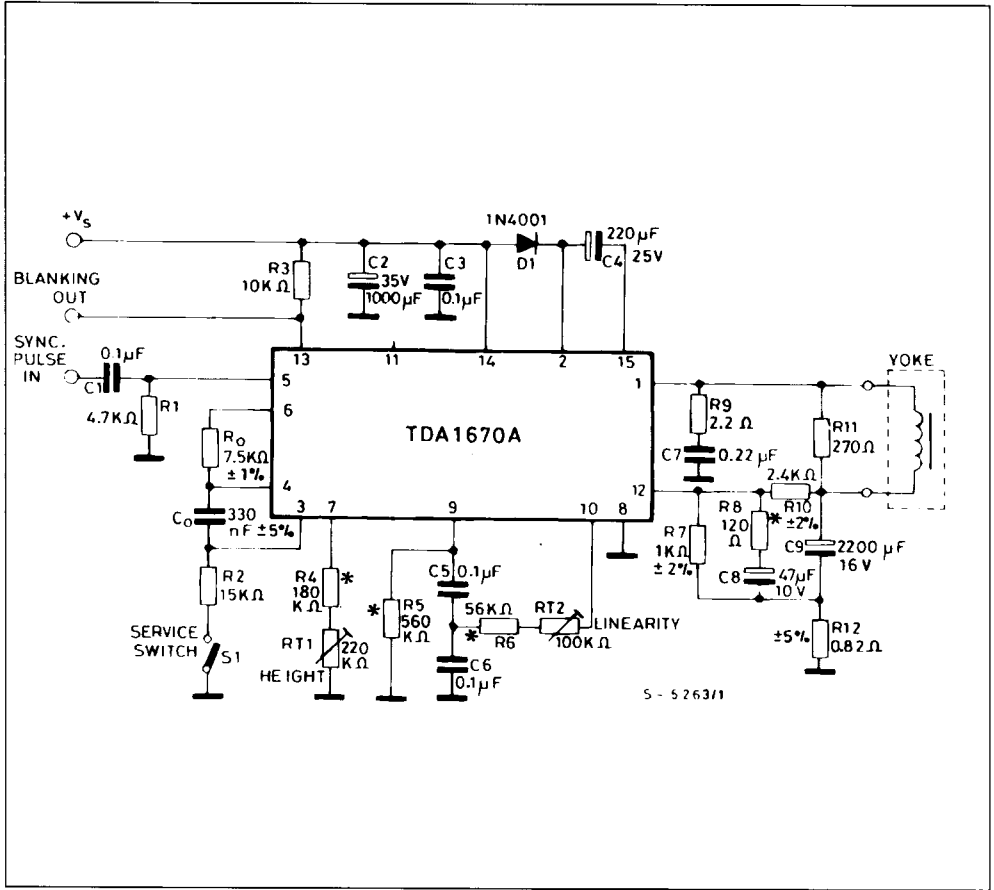 +VS
1N4001
D1
220µF
25V
C4
R3
10KΩ
C2
35V
1000µF
C3
0.1µF
BLANKING
OUT
SYNC.
PULSE
IN
0.1µF
C1
R1
4.7KΩ
13
11
14
2
15
5
6
4
3
7
9
10
8
1
12
TDA1670A
YOKE
R9
2.2Ω
C7
0.22µF
R11
270Ω
2.4KΩ
R10
±2%
*
R0
7.5KΩ
±1%
C0
330
nF ±5%
R2
15KΩ
SERVICE
SWITCH
S1
R4
180
KΩ
*
RT1
220
KΩ
HEIGHT
*
R5
560
KΩ
C5
0.1µF
56KΩ
*
R6
RT2
100KΩ
LINEARITY
C6
0.1µF
R7
1KΩ
±2%
R8
120
Ω
C8
47µF
10V
C9
2200µF
16V
±5%
R12
0.82Ω
S-5263/1